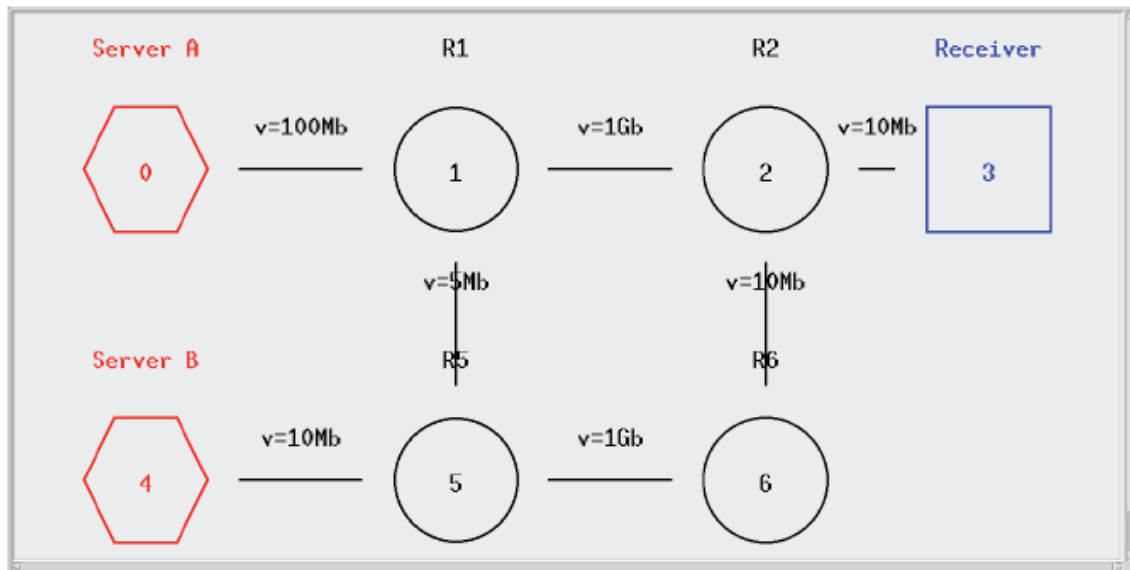 Server A R1 R2 Receiver
v=100Mb v=1Gb v=10Mb
0 1 2 3
v=5Mb v=10Mb
Server B R5 R6
v=10Mb v=1Gb
4 5 6